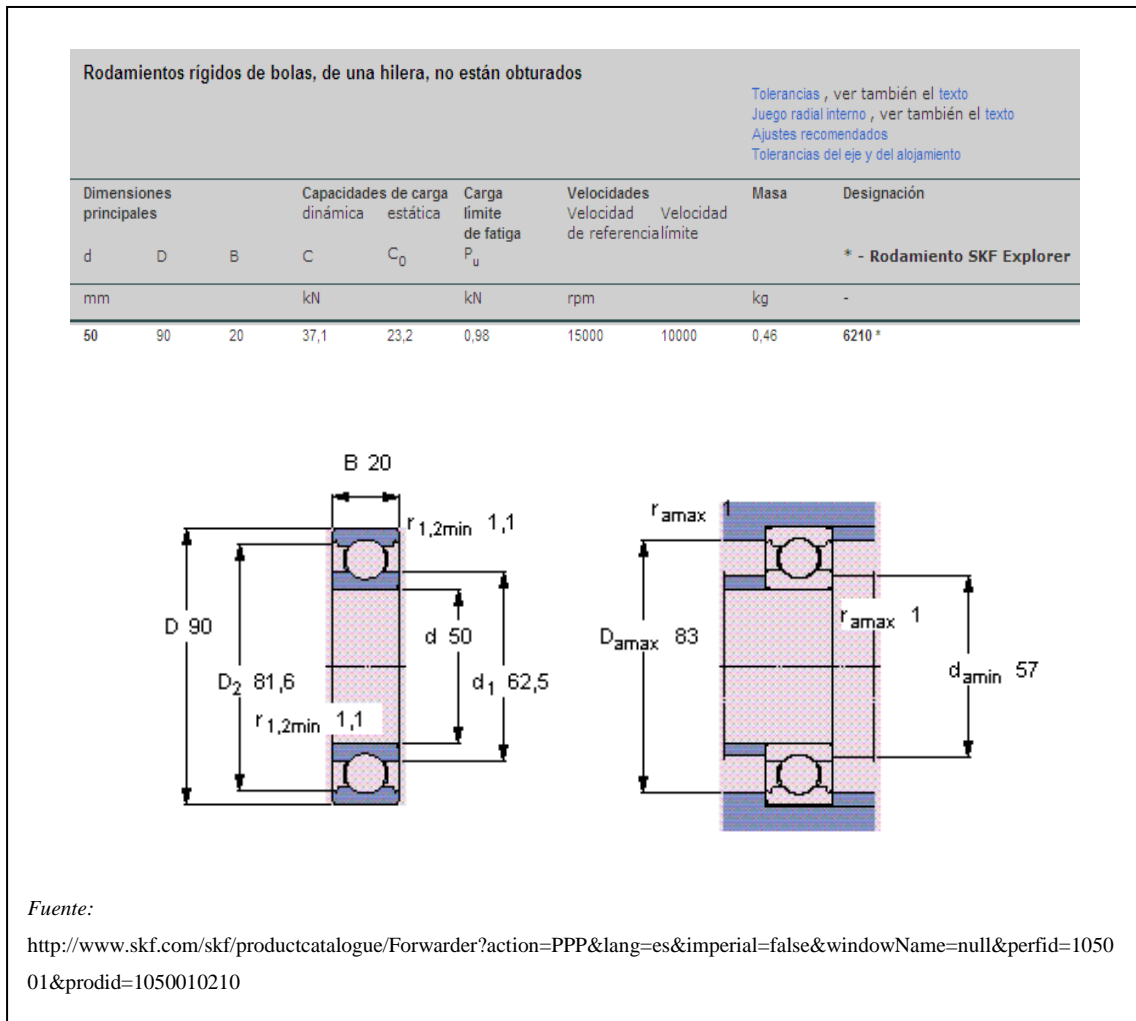 Rodamientos rígidos de bolas, de una hilera, no están obturados
Tolerancias , ver también el texto
Juego radial interno , ver también el texto
Ajustes recomendados
Tolerancias del eje y del alojamiento
Dimensiones Capacidades de carga Carga Velocidades Masa Designación
principales dinámica estática límite Velocidad Velocidad
de fatiga de referencialímite
d D B C C0 Pu * - Rodamiento SKF Explorer
mm kN kN rpm kg -
50 90 20 37,1 23,2 0,98 15000 10000 0,46 6210 *
B 20
r1,2min 1,1
D 90
D2 81,6
d 50
d1 62,5
r1,2min 1,1
ramax 1
Damax 83
ramax 1
damin 57
Fuente:
http://www.skf.com/skf/productcatalogue/Forwarder?action=PPP&lang=es&imperial=false&windowName=null&perfid=1050
01&prodid=1050010210